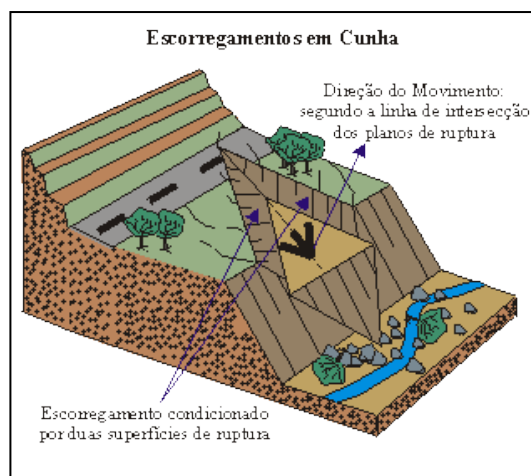 Escorregamentos em Cunha
Direção do Movimento:
segundo a linha de intersecção
dos planos de ruptura
Escorregamento condicionado
por duas superfícies de ruptura